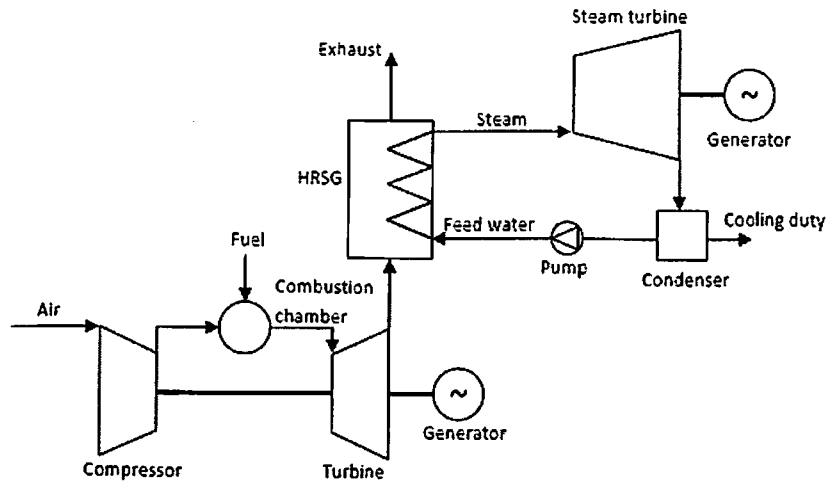 Steam turbine
Exhaust
Steam
~
Generator
HRSG
Feed water
Cooling duty
Pump
Condenser
Fuel
Combustion
chamber
Air
~
Generator
Compressor
Turbine